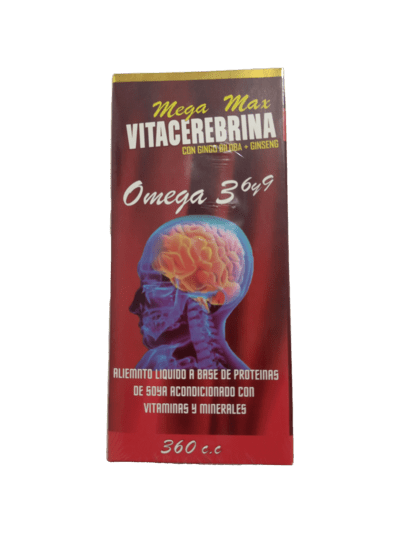 Mega Max
VITACEREBRINA
CON GINGO BILOBA + GINSENG
Omega 3 6y9
ALIEMNTO LIQUIDO A BASE DE PROTEINAS
DE SOYA ACONDICIONADO CON
VITAMINAS Y MINERALES
360 c.c